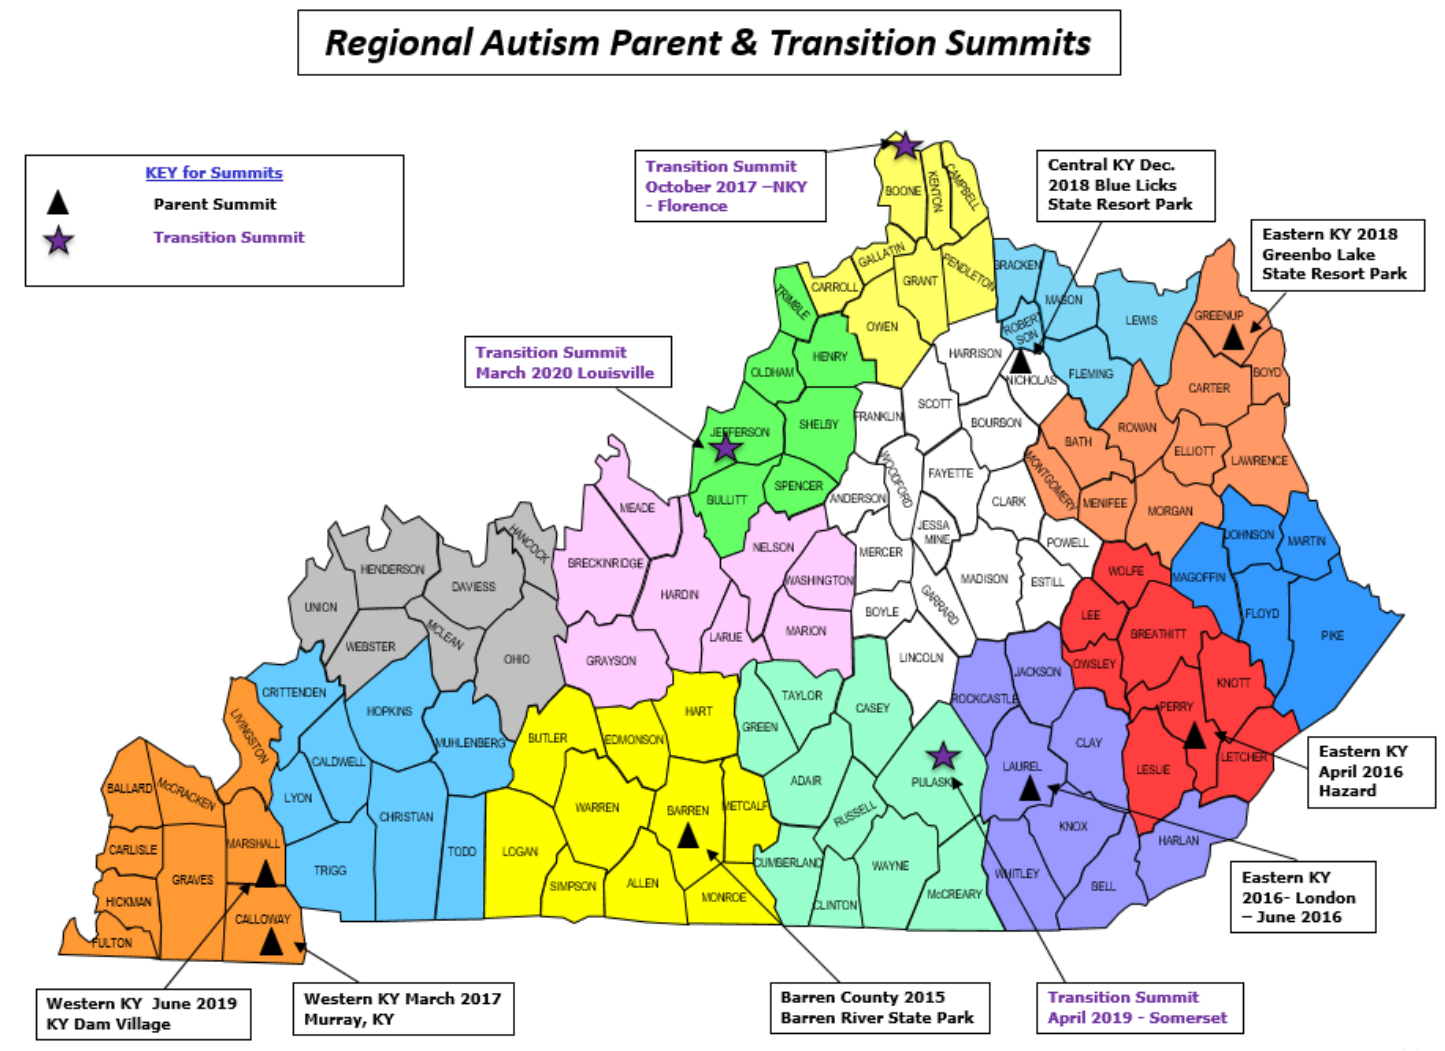 Regional Autism Parent & Transition Summits
KEY for Summits
Parent Summit
Transition Summit
Transition Summit
October 2017 –NKY
- Florence
Central KY Dec.
2018 Blue Licks
State Resort Park
Eastern KY 2018
Greenbo Lake
State Resort Park
Transition Summit
March 2020 Louisville
BOONE
KENTON
CAMPBELL
GALLATIN
CARROLL
GRANT
PENDLETON
OWEN
TRIMBLE
HENRY
OLDHAM
JEFFERSON
SHELBY
BULLITT
SPENCER
BRACKEN
MASON
ROBERT
SON
LEWIS
FLEMING
GREENUP
CARTER
BOYD
ROWAN
BATH
ELLIOTT
LAWRENCE
MONTGOMERY
MENIFEE
MORGAN
HARRISON
NICHOLAS
SCOTT
FRANKLIN
BOURBON
WOODFORD
FAYETTE
ANDERSON
CLARK
JESSA
MINE
POWELL
MERCER
MADISON
ESTILL
BOYLE
GARRARD
LINCOLN
MEADE
BRECKINRIDGE
HARDIN
NELSON
WASHINGTON
LARUE
MARION
GRAYSON
HANCOCK
HENDERSON
DAVIESS
UNION
WEBSTER
MCLEAN
OHIO
JOHNSON
MARTIN
MAGOFFIN
FLOYD
PIKE
WOLFE
LEE
BREATHITT
OWSLEY
KNOTT
PERRY
LESLIE
LETCHER
JACKSON
ROCKCASTLE
CLAY
LAUREL
KNOX
HARLAN
WHITLEY
BELL
TAYLOR
CASEY
GREEN
ADAIR
PULASKI
RUSSELL
CUMBERLAND
WAYNE
CLINTON
McCREARY
HART
BUTLER
EDMONSON
WARREN
BARREN
METCALF
LOGAN
SIMPSON
ALLEN
MONROE
CRITTENDEN
HOPKINS
MUHLENBERG
CALDWELL
LYON
CHRISTIAN
TRIGG
TODD
LIVINGSTON
BALLARD
McCRACKEN
CARLISLE
MARSHALL
GRAVES
HICKMAN
CALLOWAY
FULTON
Eastern KY
April 2016
Hazard
Eastern KY
2016- London
– June 2016
Western KY  June 2019
KY Dam Village
Western KY March 2017
Murray, KY
Barren County 2015
Barren River State Park
Transition Summit
April 2019 - Somerset